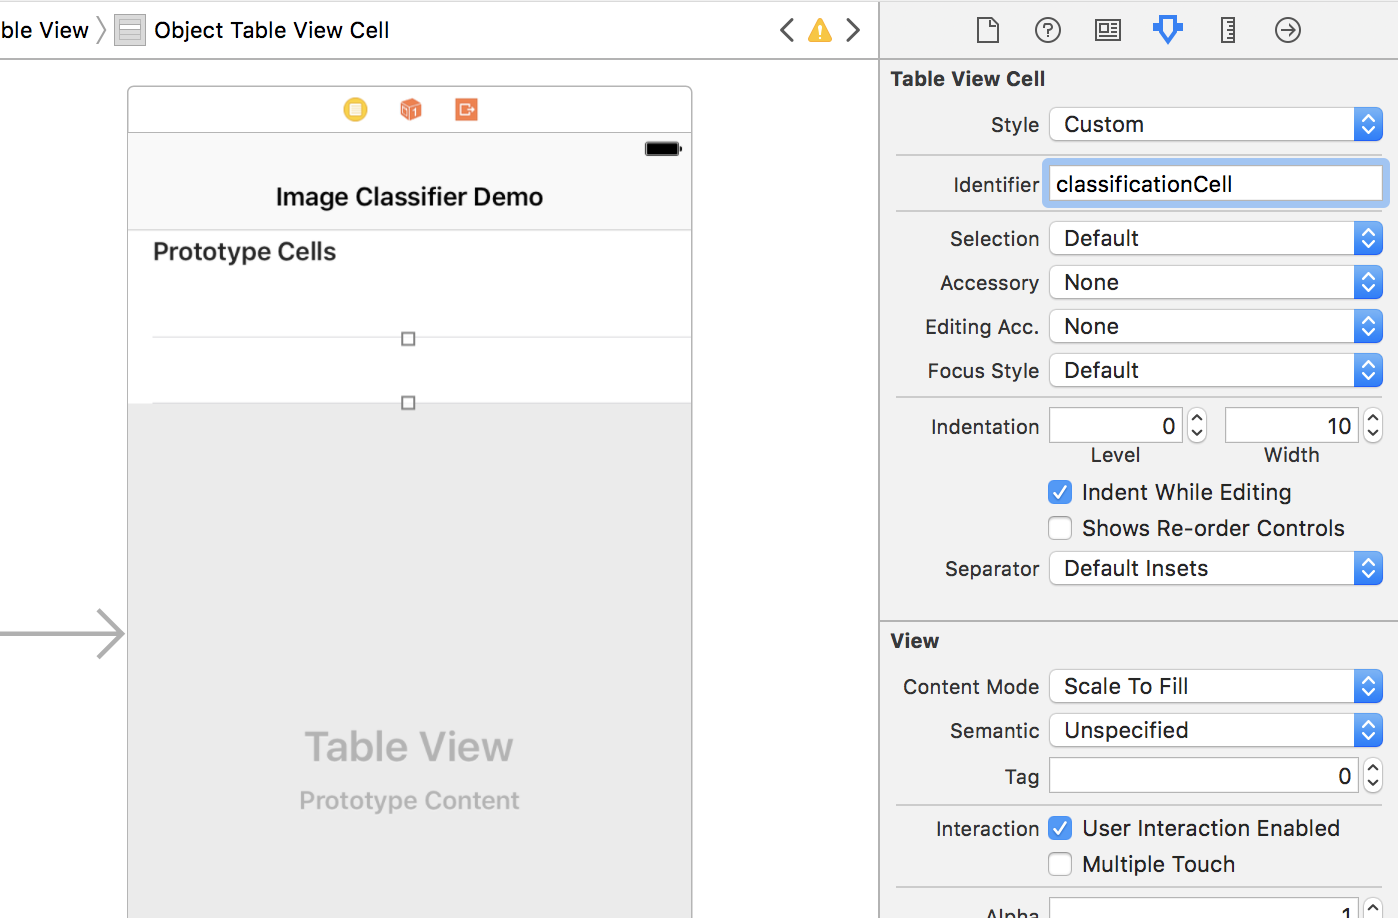 ble View
Object Table View Cell
Image Classifier Demo
Prototype Cells
Table View
Prototype Content
Table View Cell
Style Custom
Identifier classificationCell
Selection Default
Accessory None
Editing Acc. None
Focus Style Default
Indentation 0 10
Level Width
Indent While Editing
Shows Re-order Controls
Separator Default Insets
View
Content Mode Scale To Fill
Semantic Unspecified
Tag 0
Interaction User Interaction Enabled
Multiple Touch
Alpha 1